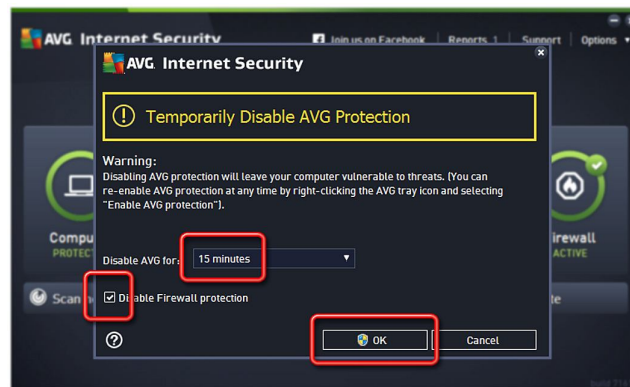 AVG. Internet Security
Join us on Facebook | Reports 1 | Support | Options
AVG. Internet Security
Temporarily Disable AVG Protection
Warning:
Disabling AVG protection will leave your computer vulnerable to threats. (You can
re-enable AVG protection at any time by right-clicking the AVG tray icon and selecting
"Enable AVG protection").
Compu
PROTEC
irewall
ACTIVE
Disable AVG for: 15 minutes
Scan
Disable Firewall protection
te
OK
Cancel